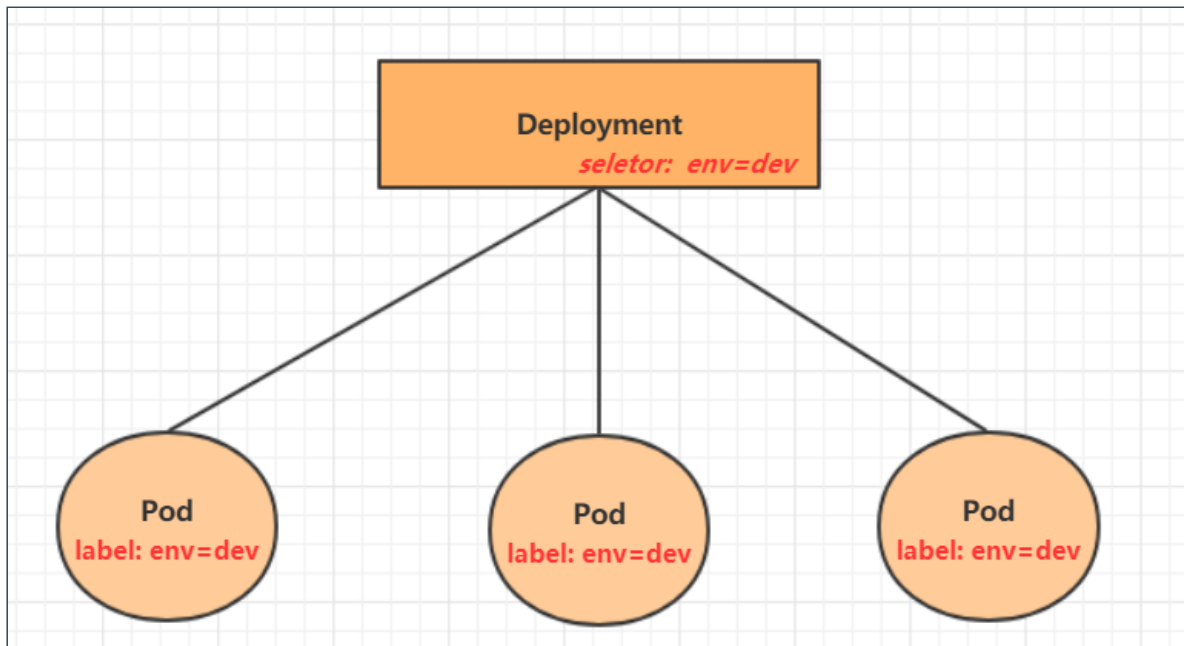 Deployment
seletor: env=dev
Pod
label: env=dev
Pod
label: env=dev
Pod
label: env=dev